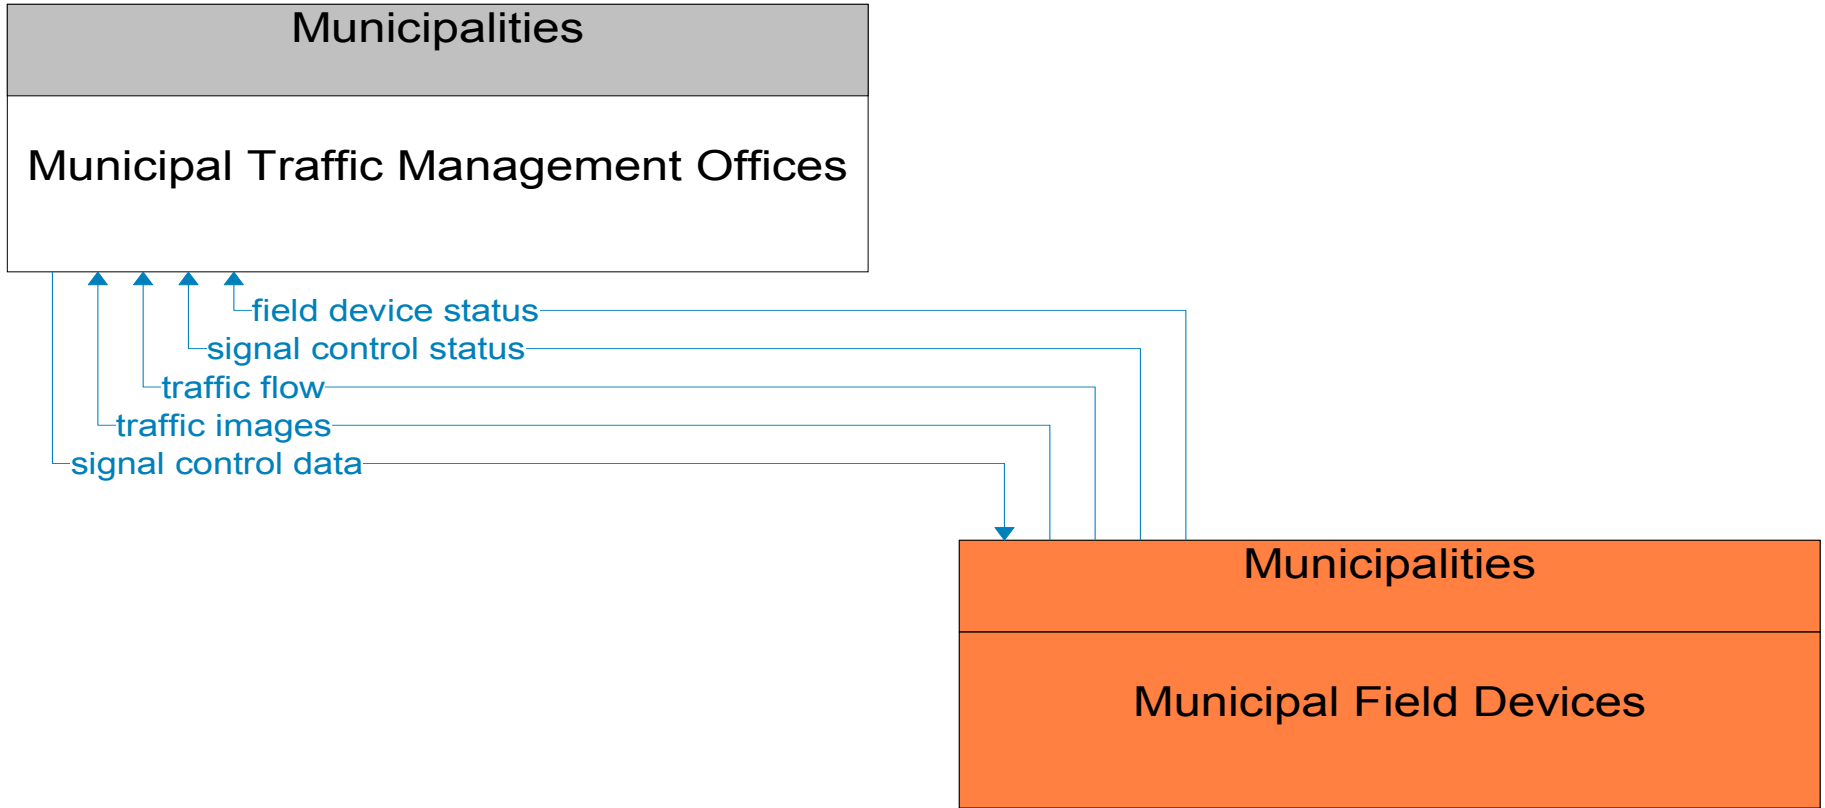 Municipalities
Municipal Traffic Management Offices
field device status
signal control status
traffic flow
traffic images
signal control data
Municipalities
Municipal Field Devices